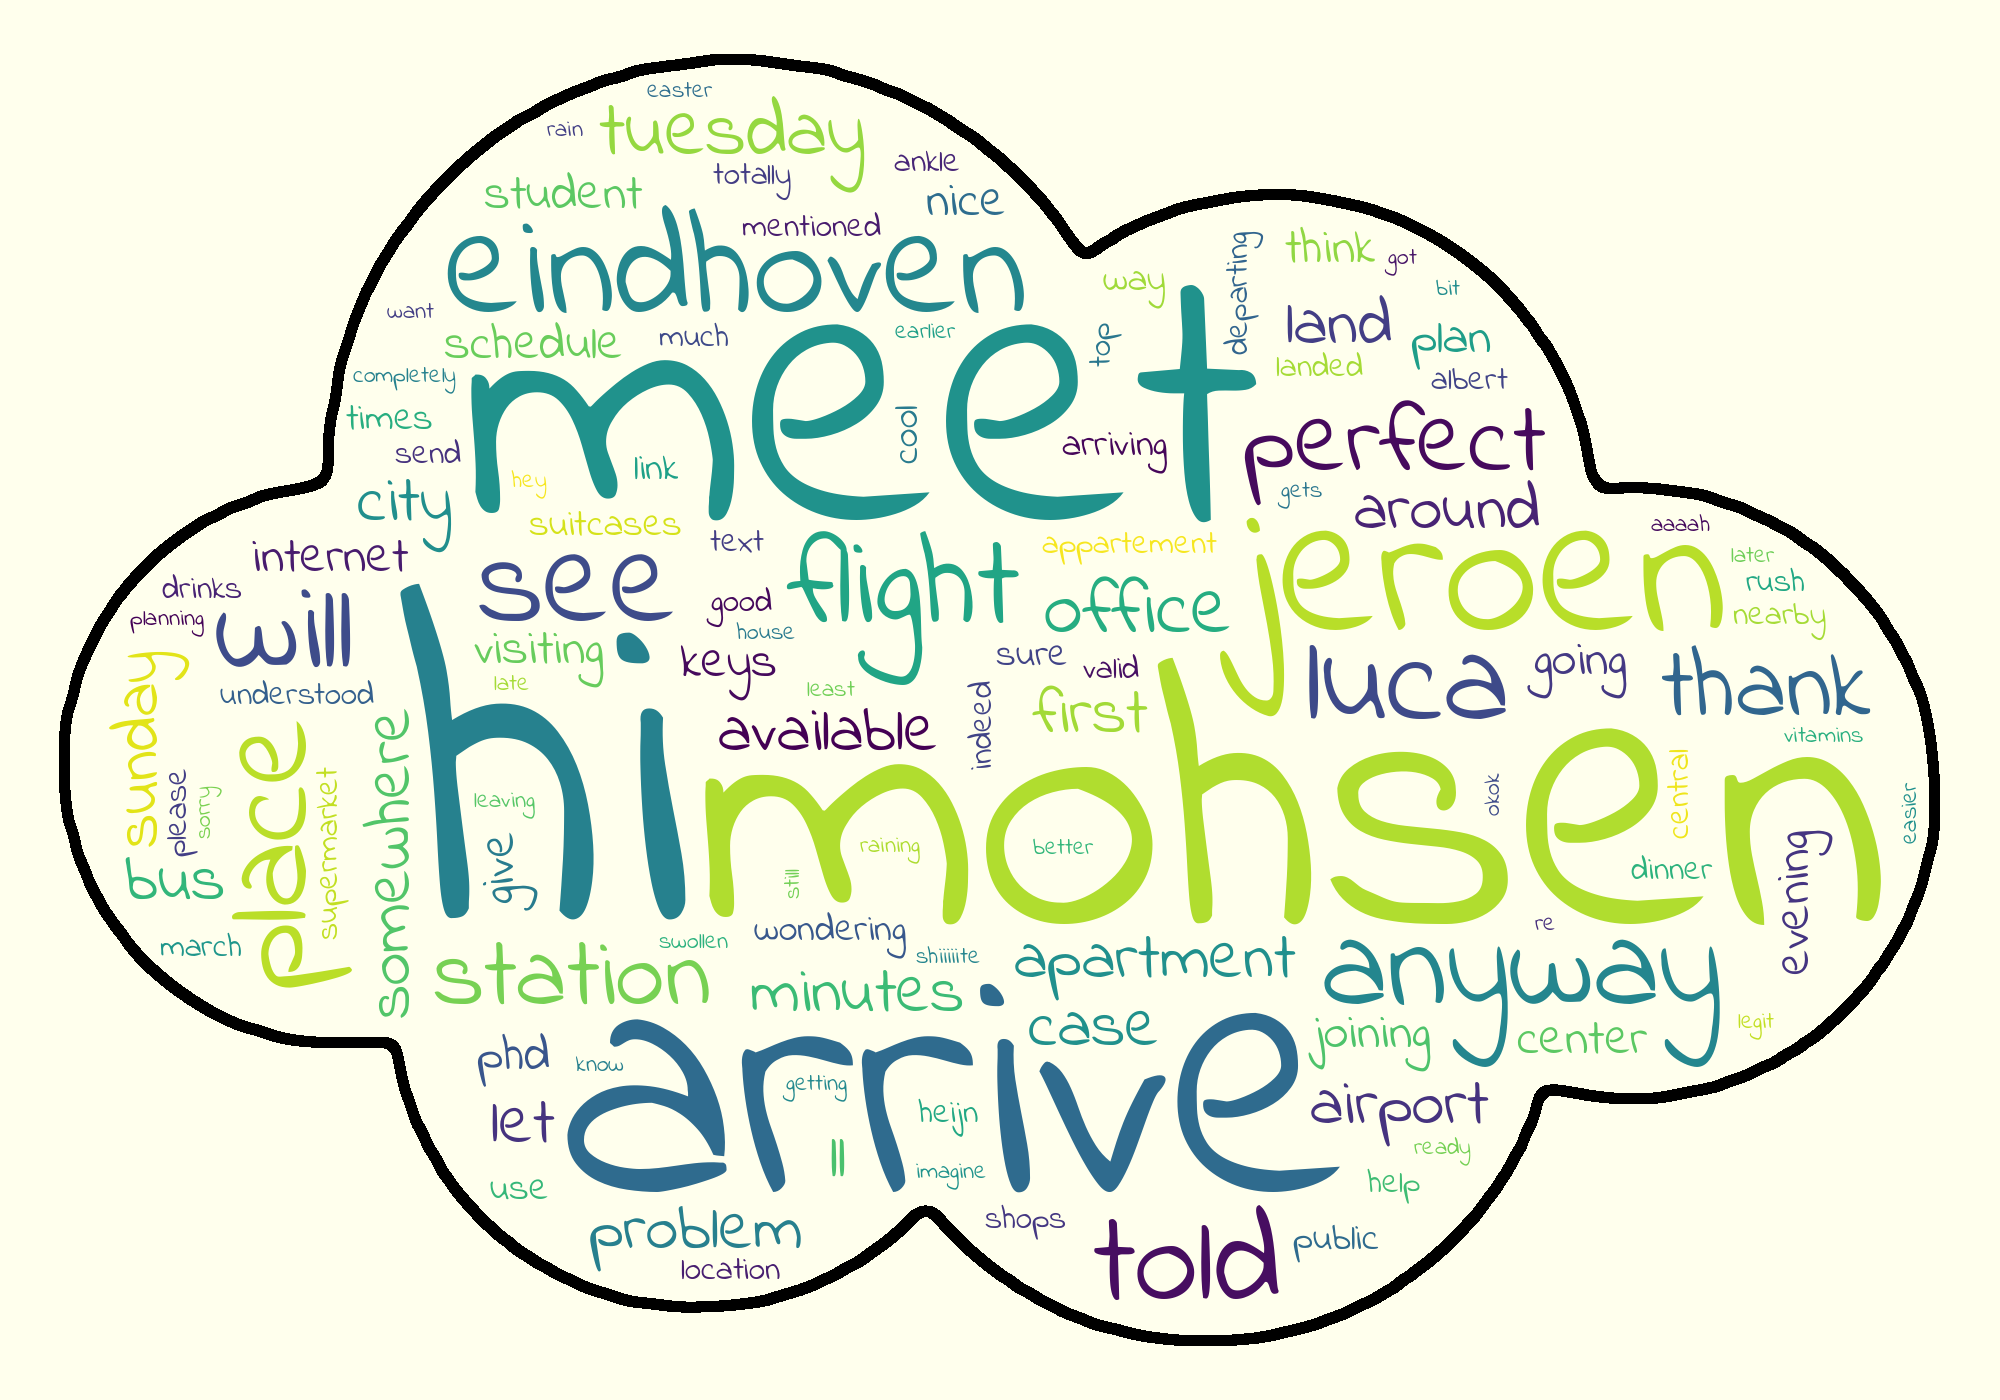 easter
rain
tuesday
ankle
totally
student
nice
mentioned
eindhoven
think
got
departing
way
bit
want
land
schedule
much
earlier
top
plan
landed
completely
albert
meet
times
cool
perfect
send
arriving
link
hey
gets
city
around
suitcases
aaaah
internet
text
appartement
later
drinks
see
flight
jeroen
rush
planning
will
good
office
nearby
house
visiting
keys
sure
valid
luca
going
thank
sunday
understood
late
least
first
hi
available
indeed
vitamins
place
somewhere
please
sorry
supermarket
mohsen
central
okok
easier
leaving
give
raining
better
still
dinner
evening
bus
march
station
swollen
wondering
shiiiiite
re
apartment
anyway
minutes
case
joining
center
legit
phd
know
arrive
getting
heijn
let
airport
ll
imagine
ready
use
help
problem
shops
told
public
location